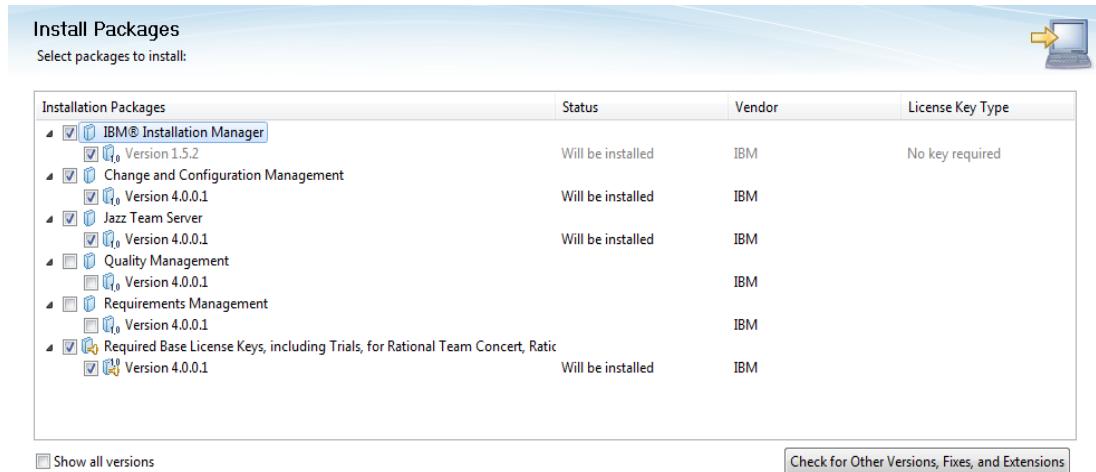 Install Packages
Select packages to install:
Installation Packages Status Vendor License Key Type
IBM® Installation Manager
Version 1.5.2 Will be installed IBM No key required
Change and Configuration Management
Version 4.0.0.1 Will be installed IBM
Jazz Team Server
Version 4.0.0.1 Will be installed IBM
Quality Management
Version 4.0.0.1 IBM
Requirements Management
Version 4.0.0.1 IBM
Required Base License Keys, including Trials, for Rational Team Concert, Ratic
Version 4.0.0.1 Will be installed IBM
Show all versions Check for Other Versions, Fixes, and Extensions